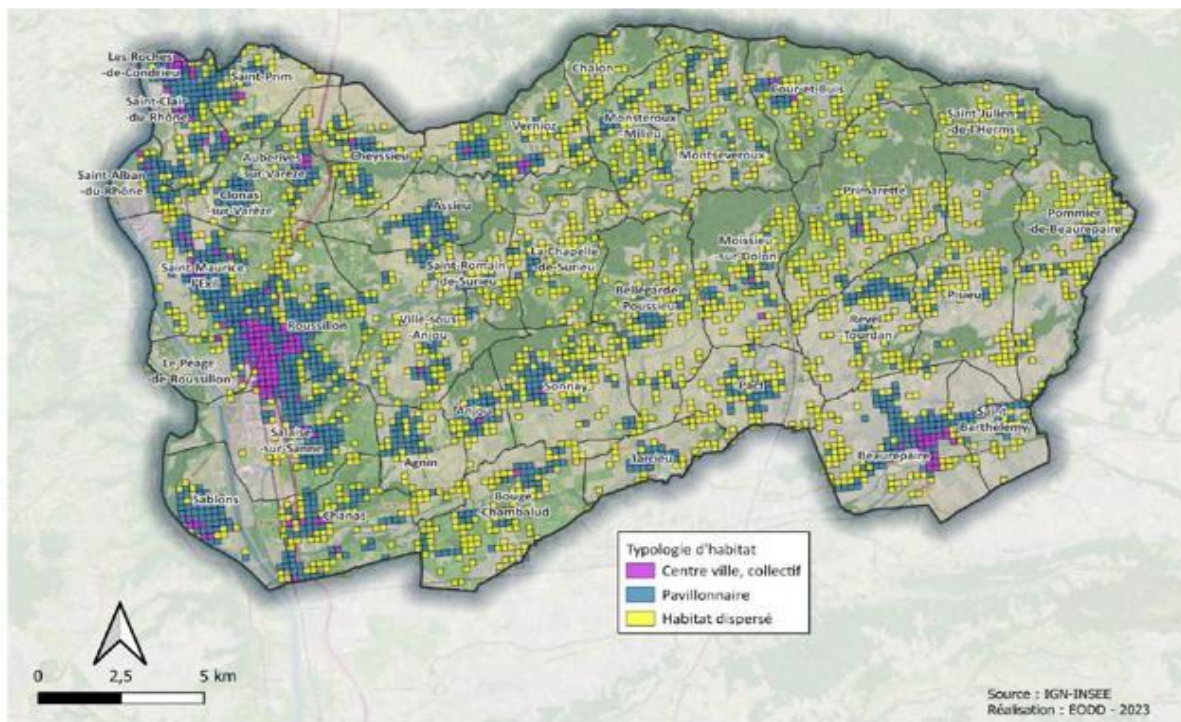 Les Roches
-de-Condrieu
Saint-Prim
Saint-Clair
-du-Rhône
Chalon
Cour-et-Buis
Vernioz
Monsteroux
-Milieu
Saint-Julien
-de-l'Herms
Auberives
-sur-Varèze
Cheyssieu
Montseveroux
Saint-Alban
-du-Rhône
Clonas
-sur-Varèze
Primarette
Assieu
Pommier
-de-Beaurepaire
Moissieu
-sur-Dolon
La Chapelle
-de-Surieu
Saint Maurice
l'Exil
Saint-Romain
-de-Surieu
Bellegarde
-Poussieu
Pisieu
Roussillon
Ville-sous
-Anjou
Revel
-Tourdan
Le Péage
-de-Roussillon
Sonnay
Pact
Anjou
Saint
-Barthélemy
Salaise
-sur-Sanne
Agnin
Jarcieu
Beaurepaire
Sablons
Chanas
Bougé
-Chambalud
Typologie d'habitat
Centre ville, collectif
Pavillonnaire
Habitat dispersé
0 2,5 5 km
Source : IGN-INSEE
Réalisation : EODD - 2023